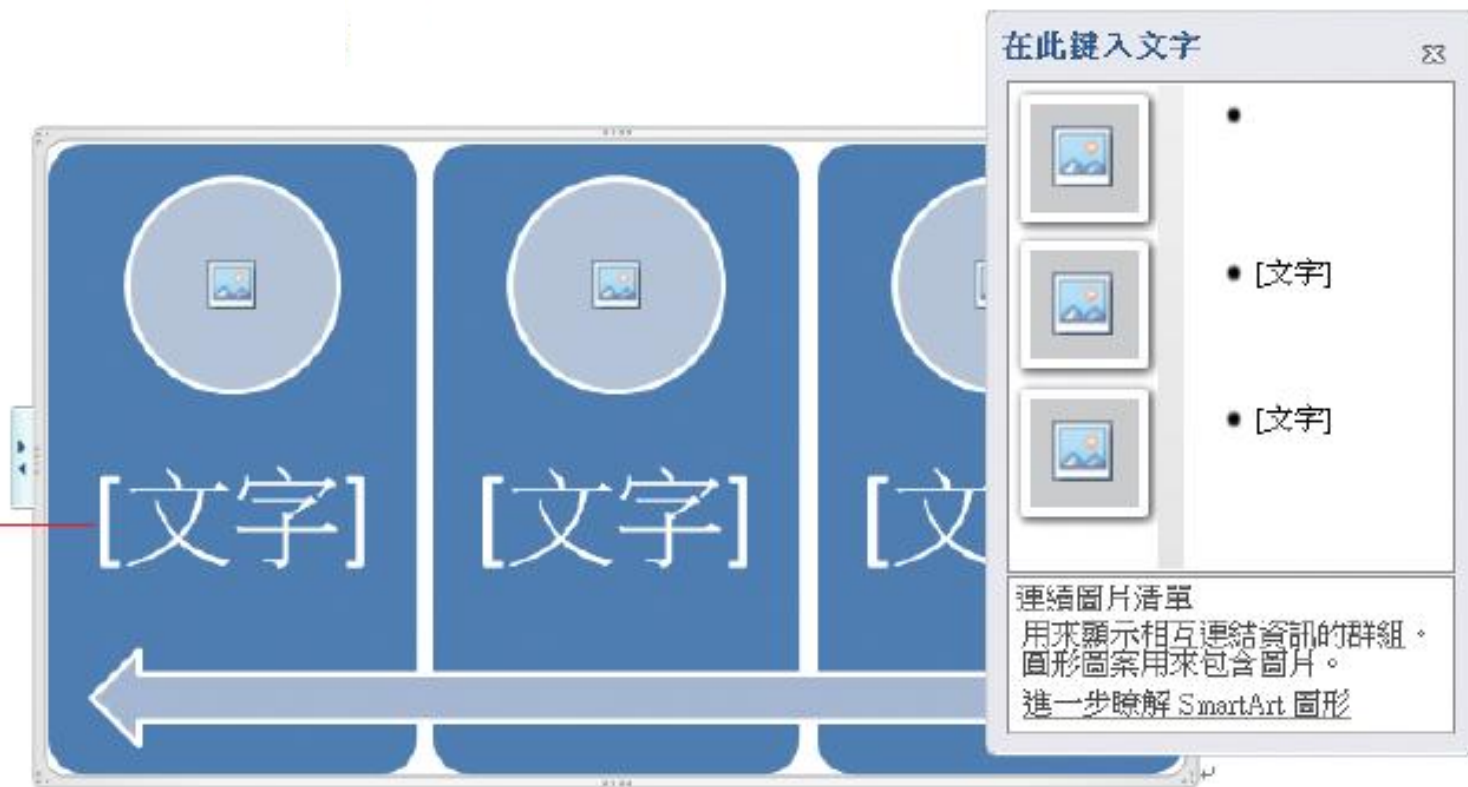 在此鍵入文字
[文字]
[文字]
[文字]
[文字]
[文
連續圖片清單
用來顯示相互連結資訊的群組。
圓形圖案用來包含圖片。
進一步瞭解 SmartArt 圖形